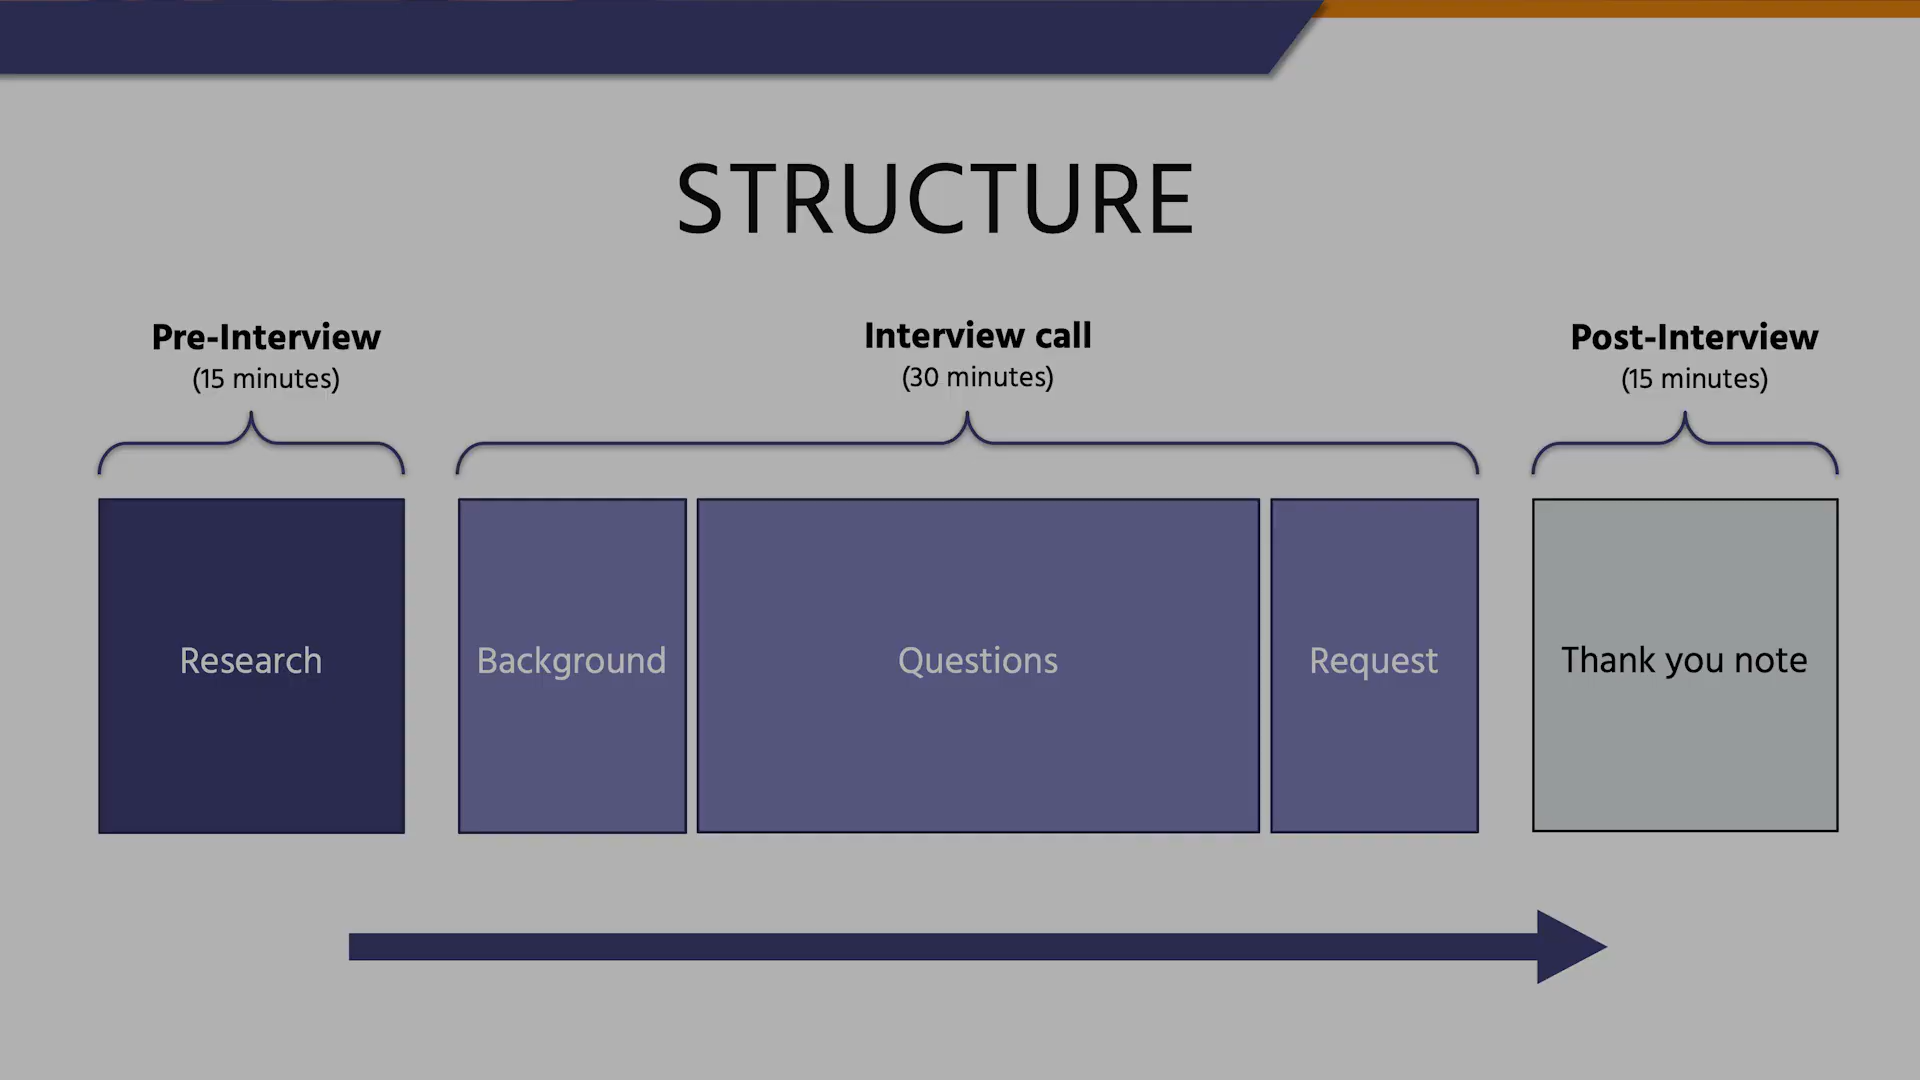 STRUCTURE
Pre-Interview
(15 minutes)
Interview call
(30 minutes)
Post-Interview
(15 minutes)
Research
Background
Questions
Request
Thank you note